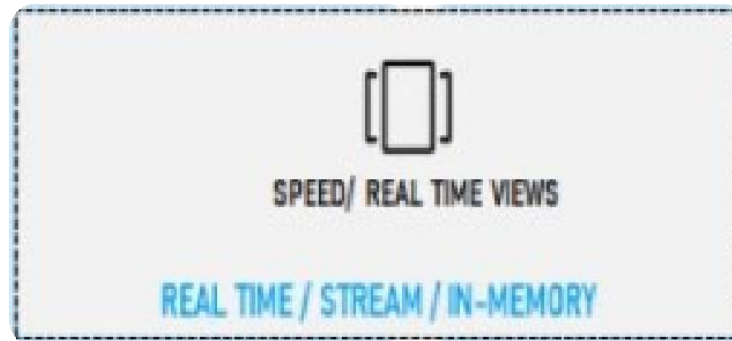 SPEED/ REAL TIME VIEWS
REAL TIME / STREAM / IN-MEMORY